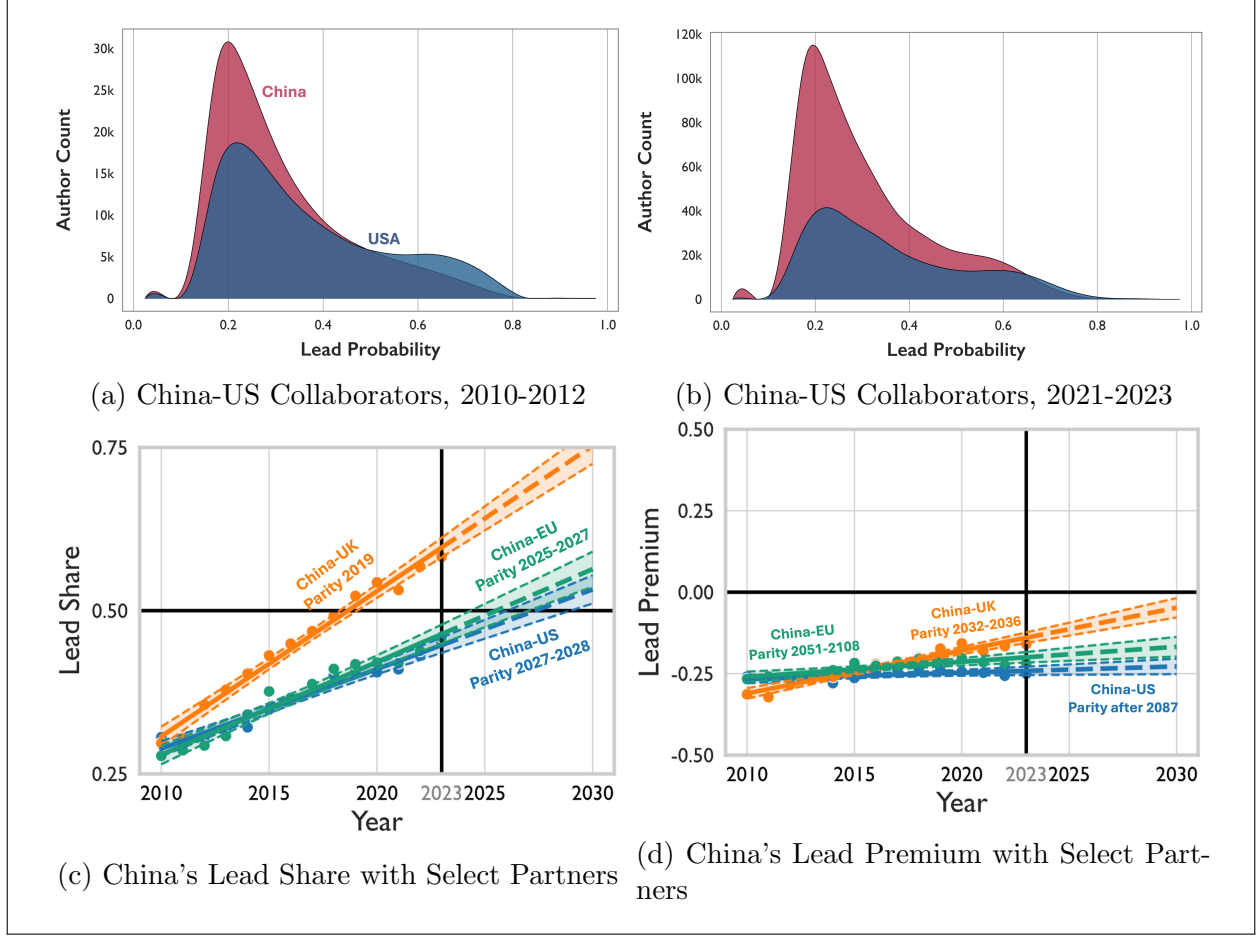 30k
25k
20k
15k
10k
5k
0
Author Count
China
USA
0.0 0.2 0.4 0.6 0.8 1.0
Lead Probability
(a) China-US Collaborators, 2010-2012
120k
100k
80k
60k
40k
20k
0
Author Count
0.0 0.2 0.4 0.6 0.8 1.0
Lead Probability
(b) China-US Collaborators, 2021-2023
0.75
0.50
0.25
Lead Share
China-UK
Parity 2019
China-EU
Parity 2025-2027
China-US
Parity 2027-2028
2010 2015 2020 2023 2025 2030
Year
(c) China's Lead Share with Select Partners
0.50
0.25
0.00
-0.25
-0.50
Lead Premium
China-UK
Parity 2032-2036
China-EU
Parity 2051-2108
China-US
Parity after 2087
2010 2015 2020 2023 2025 2030
Year
(d) China's Lead Premium with Select Part-
ners